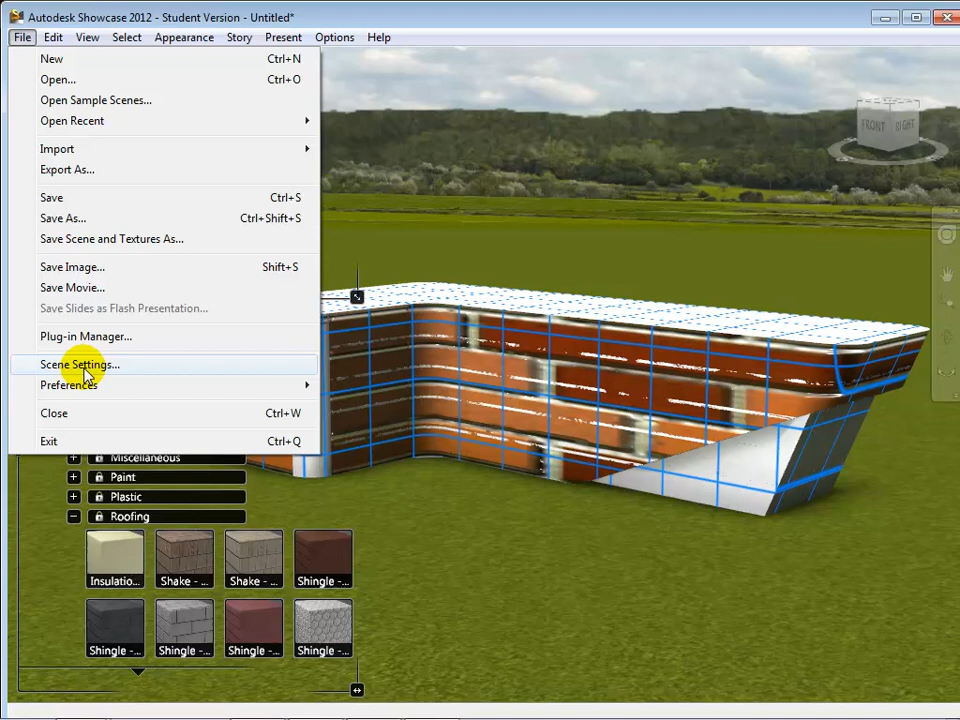 Autodesk Showcase 2012 - Student Version - Untitled*
File Edit View Select Appearance Story Present Options Help
New Ctrl+N
Open... Ctrl+O
Open Sample Scenes...
Open Recent
Import
Export As...
Save Ctrl+S
Save As... Ctrl+Shift+S
Save Scene and Textures As...
Save Image... Shift+S
Save Movie...
Save Slides as Flash Presentation...
Plug-in Manager...
Scene Settings...
Preferences
Close Ctrl+W
Exit Ctrl+Q
FRONT RIGHT
Miscellaneous
Paint
Plastic
Roofing
Insulatio... Shake - ... Shake - ... Shingle -...
Shingle -... Shingle -... Shingle -... Shingle -...